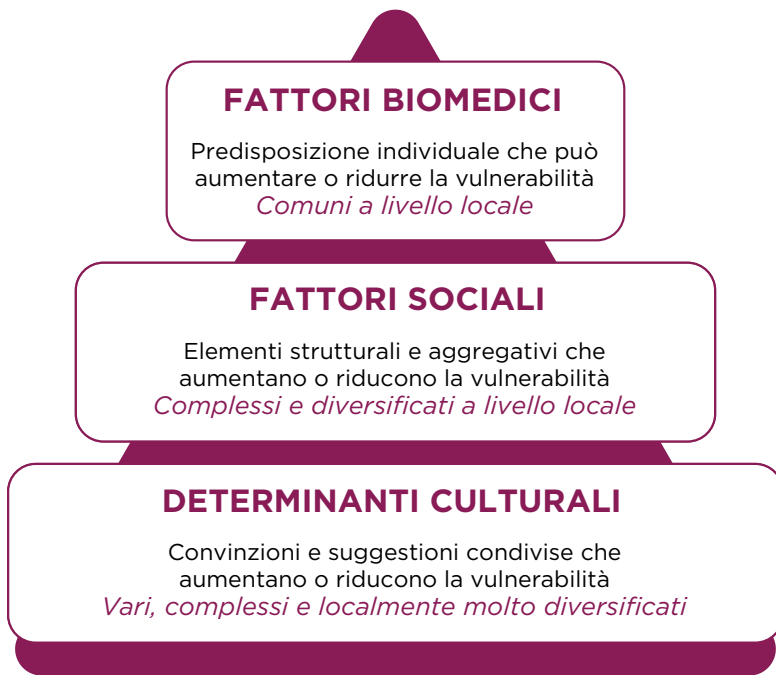 FATTORI BIOMEDICI
Predisposizione individuale che può
aumentare o ridurre la vulnerabilità
Comuni a livello locale
FATTORI SOCIALI
Elementi strutturali e aggregativi che
aumentano o riducono la vulnerabilità
Complessi e diversificati a livello locale
DETERMINANTI CULTURALI
Convinzioni e suggestioni condivise che
aumentano o riducono la vulnerabilità
Vari, complessi e localmente molto diversificati